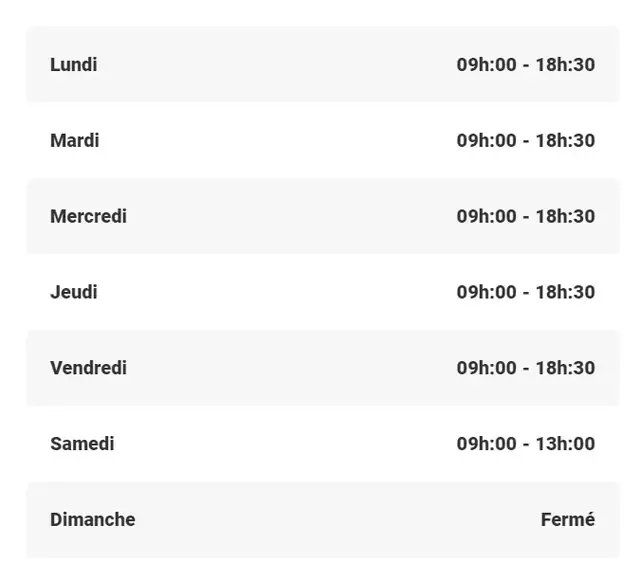 Lundi 09h:00 - 18h:30
Mardi 09h:00 - 18h:30
Mercredi 09h:00 - 18h:30
Jeudi 09h:00 - 18h:30
Vendredi 09h:00 - 18h:30
Samedi 09h:00 - 13h:00
Dimanche Fermé